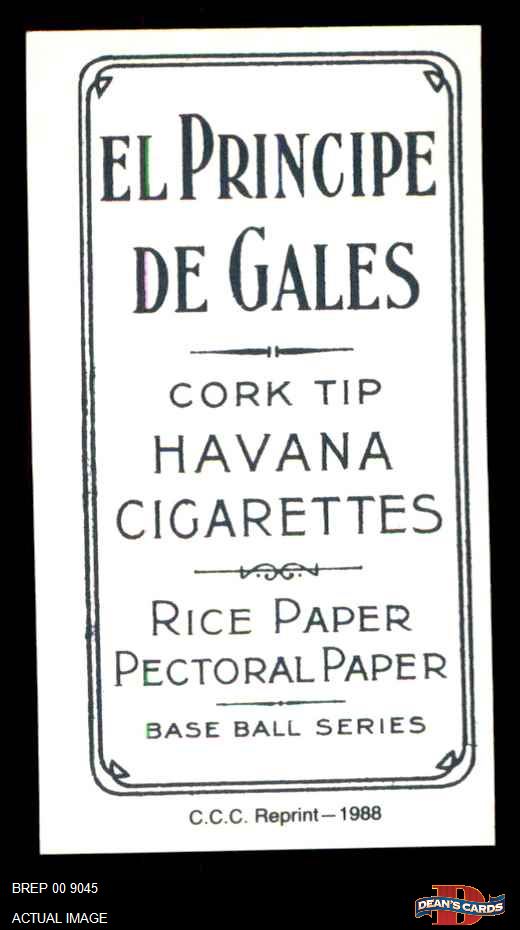 EL PRINCIPE
DE GALES
CORK TIP
HAVANA
CIGARETTES
RICE PAPER
PECTORAL PAPER
BASE BALL SERIES
C.C.C. Reprint—1988
BREP 00 9045
ACTUAL IMAGE
DEAN'S CARDS